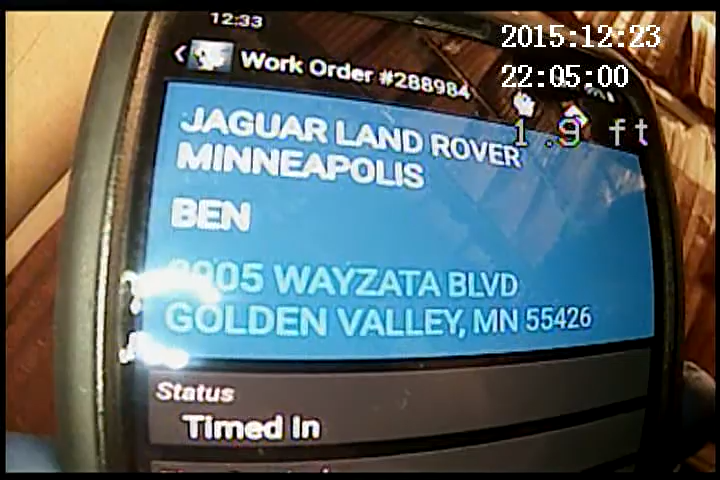 12:33
2015:12:23
Work Order #288984
22:05:00
1.9 ft
JAGUAR LAND ROVER
MINNEAPOLIS
BEN
WAYZATA BLVD
GOLDEN VALLEY, MN 55426
Status
Timed In